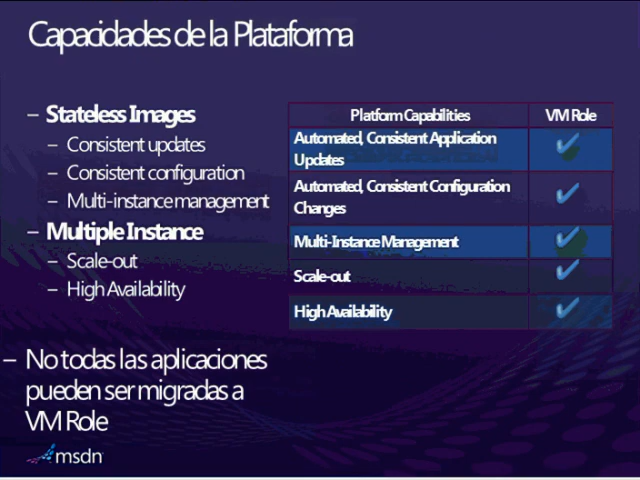 Capacidades de la Plataforma
– Stateless Images
– Consistent updates
– Consistent configuration
– Multi-instance management
– Multiple Instance
– Scale-out
– High Availability
– No todas las aplicaciones
pueden ser migradas a
VM Role
Platform Capabilities VM Role
Automated, Consistent Application
Updates
Automated, Consistent Configuration
Changes
Multi-Instance Management
Scale-out
High Availability
msdn